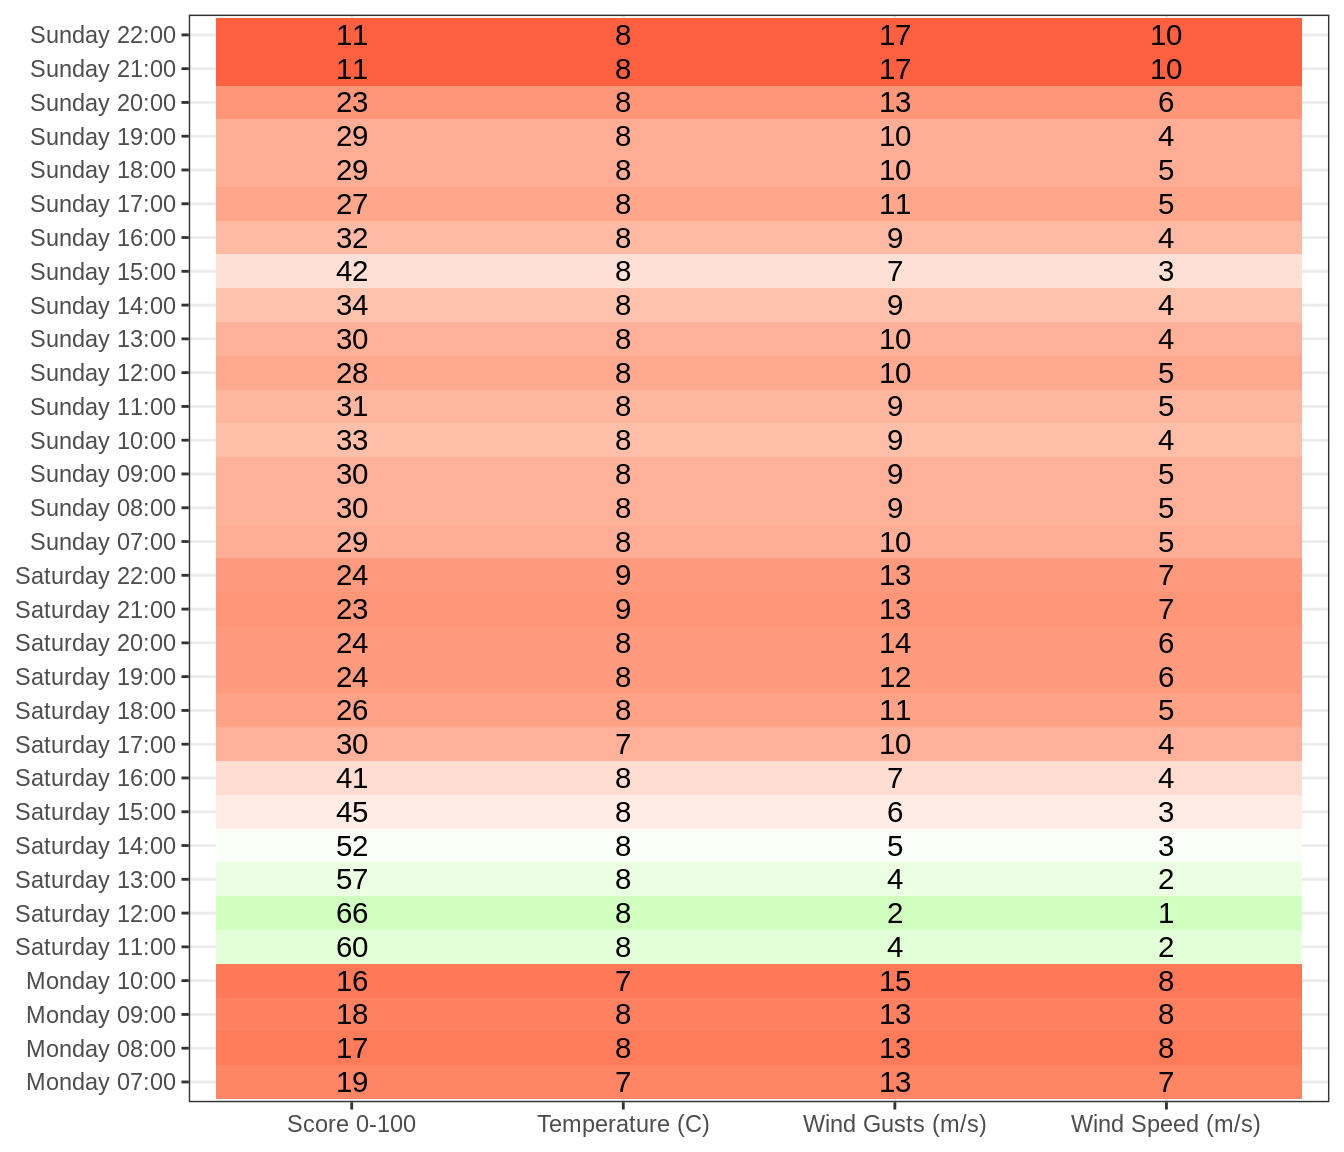 Sunday 22:00 11 8 17 10
Sunday 21:00 11 8 17 10
Sunday 20:00 23 8 13 6
Sunday 19:00 29 8 10 4
Sunday 18:00 29 8 10 5
Sunday 17:00 27 8 11 5
Sunday 16:00 32 8 9 4
Sunday 15:00 42 8 7 3
Sunday 14:00 34 8 9 4
Sunday 13:00 30 8 10 4
Sunday 12:00 28 8 10 5
Sunday 11:00 31 8 9 5
Sunday 10:00 33 8 9 4
Sunday 09:00 30 8 9 5
Sunday 08:00 30 8 9 5
Sunday 07:00 29 8 10 5
Saturday 22:00 24 9 13 7
Saturday 21:00 23 9 13 7
Saturday 20:00 24 8 14 6
Saturday 19:00 24 8 12 6
Saturday 18:00 26 8 11 5
Saturday 17:00 30 7 10 4
Saturday 16:00 41 8 7 4
Saturday 15:00 45 8 6 3
Saturday 14:00 52 8 5 3
Saturday 13:00 57 8 4 2
Saturday 12:00 66 8 2 1
Saturday 11:00 60 8 4 2
Monday 10:00 16 7 15 8
Monday 09:00 18 8 13 8
Monday 08:00 17 8 13 8
Monday 07:00 19 7 13 7
Score 0-100 Temperature (C) Wind Gusts (m/s) Wind Speed (m/s)